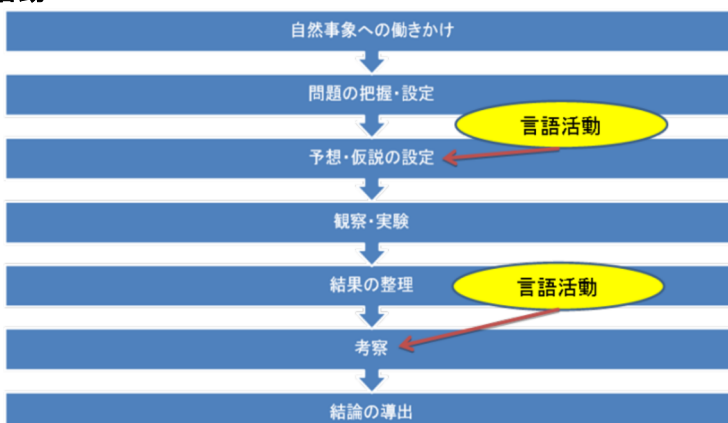 自然事象への働きかけ
問題の把握・設定
言語活動
予想・仮説の設定
観察・実験
結果の整理
言語活動
考察
結論の導出